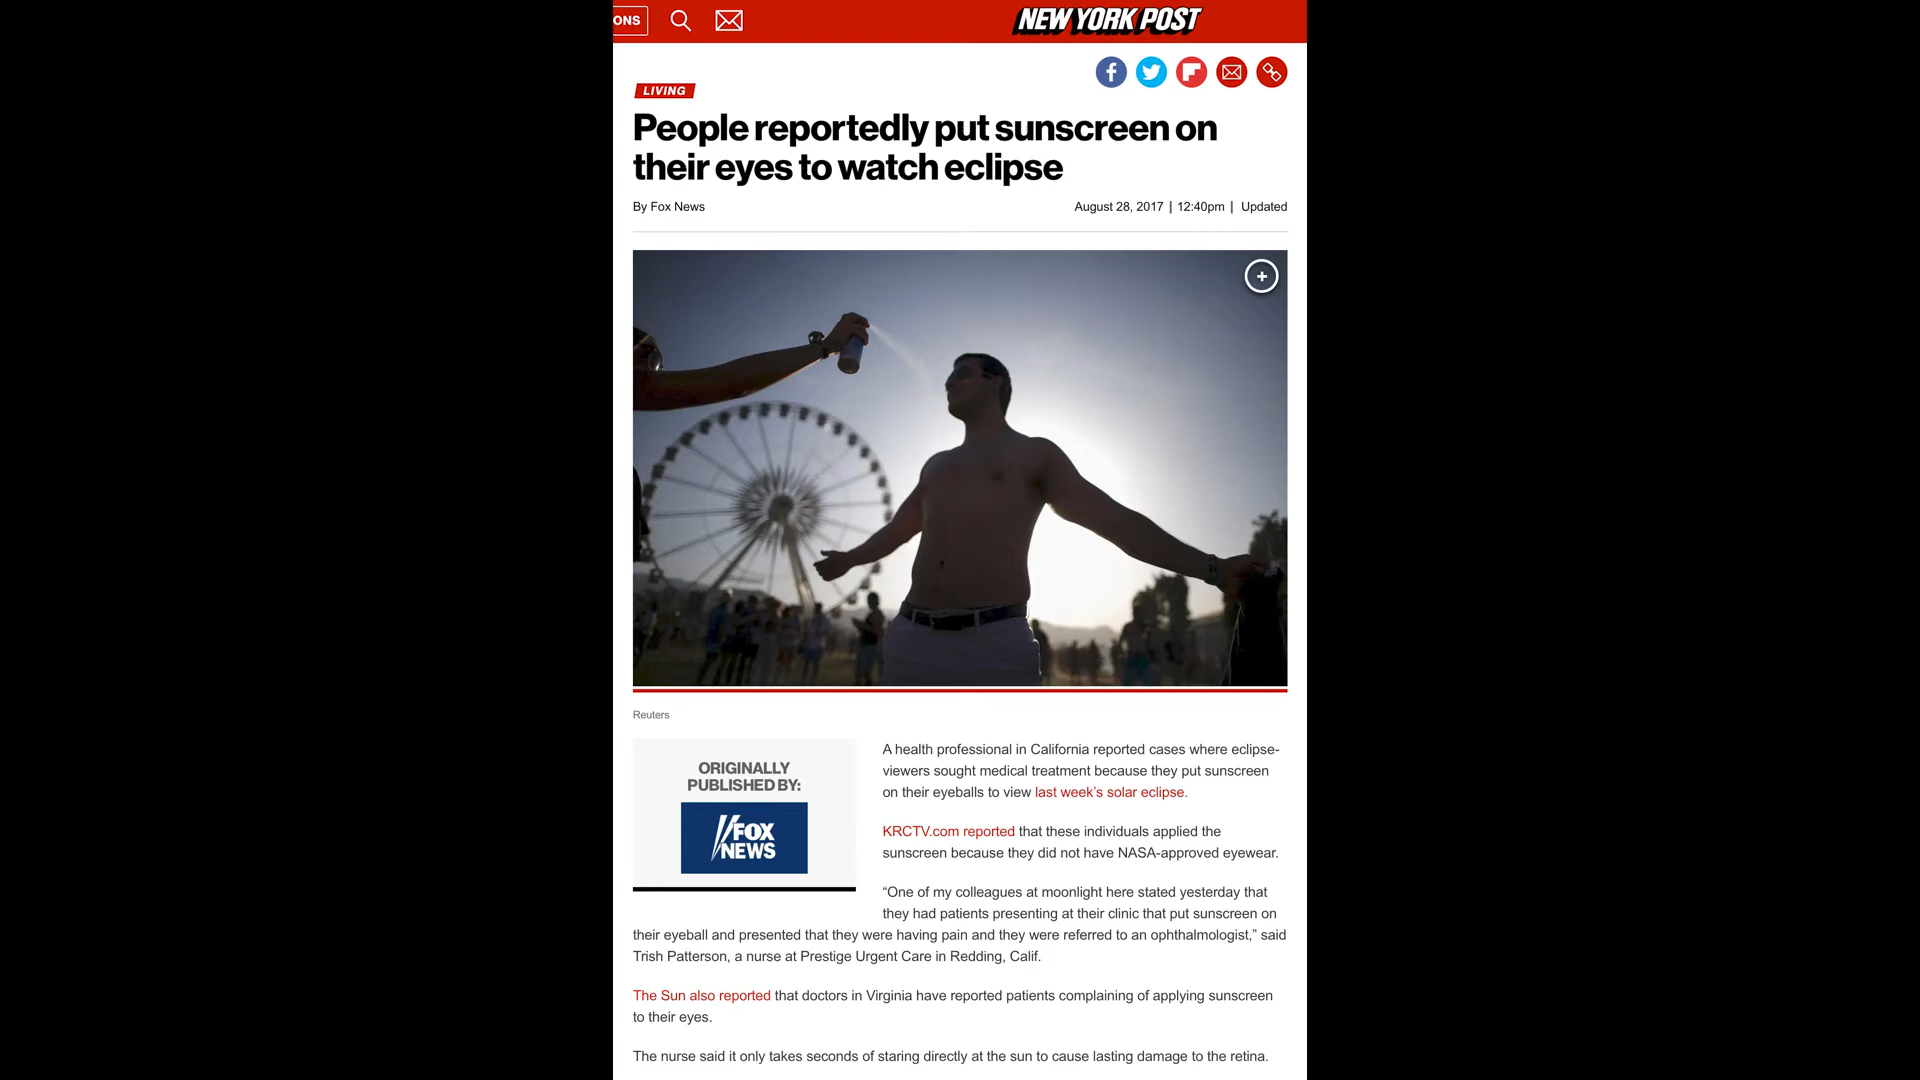 ONS
NEW YORK POST
LIVING
People reportedly put sunscreen on
their eyes to watch eclipse
By Fox News
August 28, 2017 | 12:40pm | Updated
Reuters
ORIGINALLY
PUBLISHED BY:
FOX
NEWS
A health professional in California reported cases where eclipse-
viewers sought medical treatment because they put sunscreen
on their eyeballs to view last week’s solar eclipse.
KRCTV.com reported that these individuals applied the
sunscreen because they did not have NASA-approved eyewear.
“One of my colleagues at moonlight here stated yesterday that
they had patients presenting at their clinic that put sunscreen on
their eyeball and presented that they were having pain and they were referred to an ophthalmologist,” said
Trish Patterson, a nurse at Prestige Urgent Care in Redding, Calif.
The Sun also reported that doctors in Virginia have reported patients complaining of applying sunscreen
to their eyes.
The nurse said it only takes seconds of staring directly at the sun to cause lasting damage to the retina.